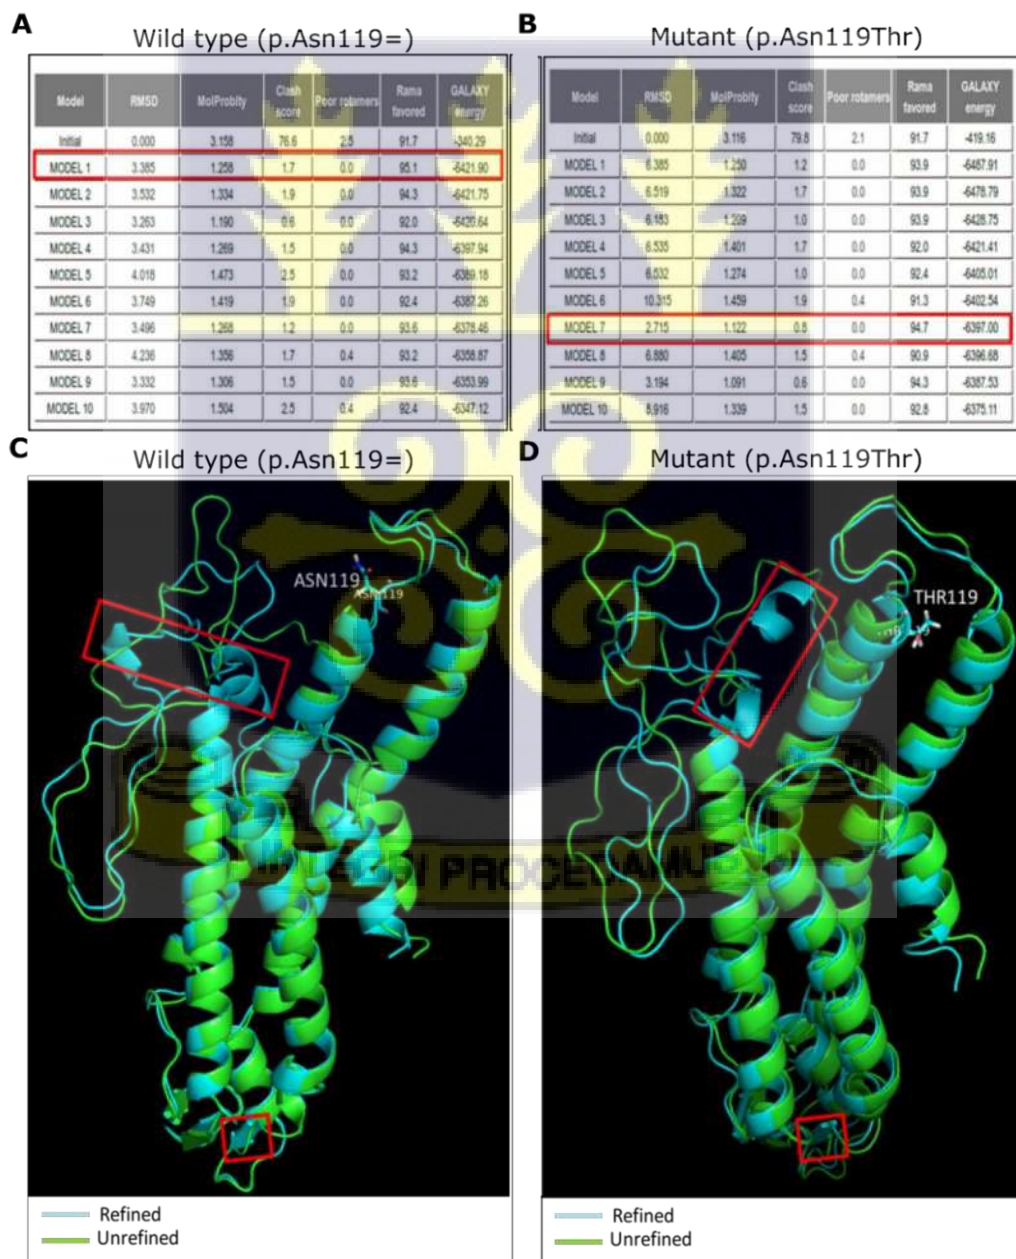 A
Wild type (p.Asn119=)
Model RMSD MolProbity Clash score Poor rotamers Rama favored GALAXY energy
Initial 0.000 3.158 76.6 2.5 91.7 -340.29
MODEL 1 3.385 1.258 1.7 0.0 95.1 -6421.90
MODEL 2 3.532 1.334 1.9 0.0 94.3 -6421.75
MODEL 3 3.263 1.190 0.6 0.0 92.0 -6420.64
MODEL 4 3.431 1.269 1.5 0.0 94.3 -6397.94
MODEL 5 4.018 1.473 2.5 0.0 93.2 -6389.18
MODEL 6 3.749 1.419 1.9 0.0 92.4 -6387.26
MODEL 7 3.496 1.268 1.2 0.0 93.6 -6378.46
MODEL 8 4.236 1.356 1.7 0.4 93.2 -6358.87
MODEL 9 3.332 1.306 1.5 0.0 93.6 -6353.99
MODEL 10 3.970 1.504 2.5 0.4 92.4 -6347.12
B
Mutant (p.Asn119Thr)
Model RMSD MolProbity Clash score Poor rotamers Rama favored GALAXY energy
Initial 0.000 3.116 79.8 2.1 91.7 -419.16
MODEL 1 6.385 1.250 1.2 0.0 93.9 -6487.91
MODEL 2 6.519 1.322 1.7 0.0 93.9 -6478.79
MODEL 3 6.183 1.0 0.0 93.9 -6428.75
MODEL 4 6.535 1.401 1.7 0.0 92.0 -6421.41
MODEL 5 6.532 1.274 1.0 0.0 92.4 -6405.01
MODEL 6 10.315 1.459 1.9 0.4 91.3 -6402.54
MODEL 7 2.715 1.122 0.8 0.0 94.7 -6397.00
MODEL 8 6.880 1.405 1.5 0.4 90.9 -6396.68
MODEL 9 3.194 1.091 0.6 0.0 94.3 -6387.53
MODEL 10 1.339 1.5 0.0 92.8 -6375.11
C
Wild type (p.Asn119=)
ASN119
ASN119
Refined
Unrefined
D
Mutant (p.Asn119Thr)
THR119
Refined
Unrefined
INTEGRI PROCEDAMUS